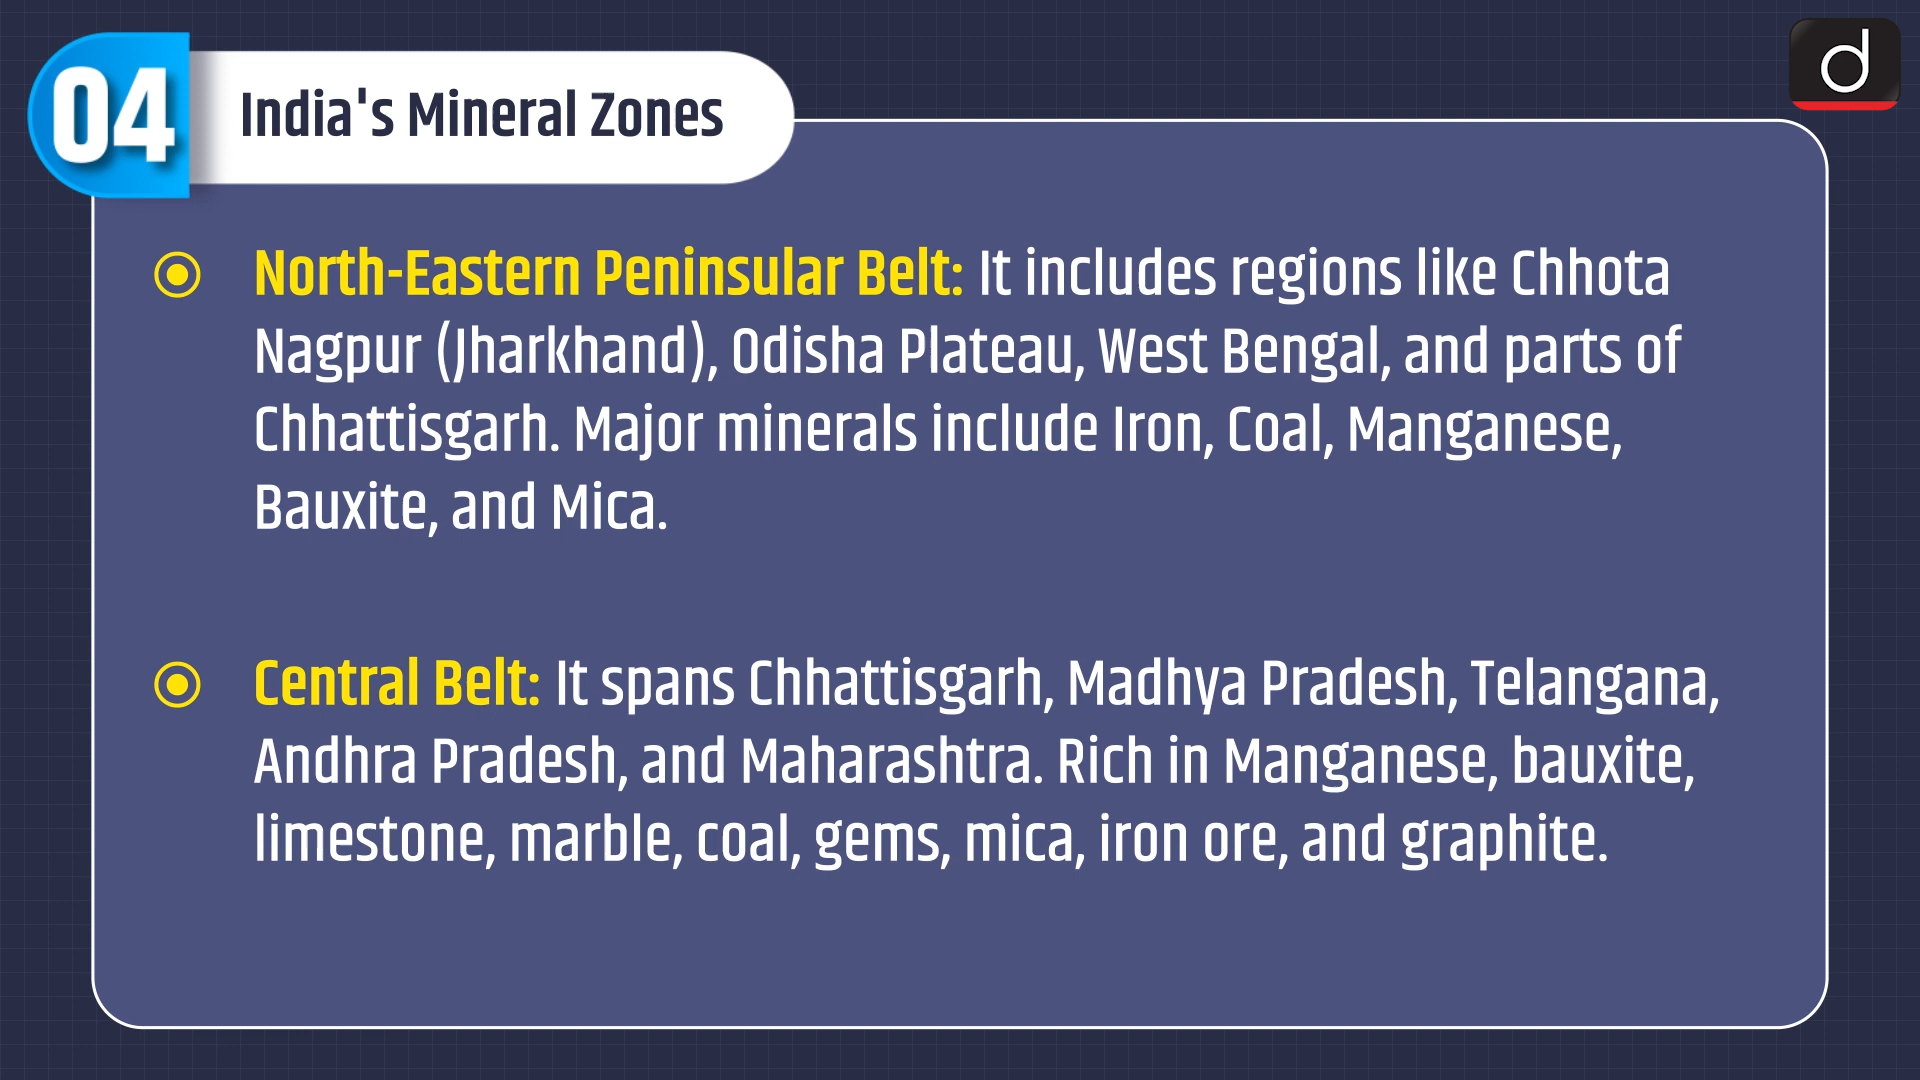 04
India's Mineral Zones
d
North-Eastern Peninsular Belt: It includes regions like Chhota
Nagpur (Jharkhand), Odisha Plateau, West Bengal, and parts of
Chhattisgarh. Major minerals include Iron, Coal, Manganese,
Bauxite, and Mica.
Central Belt: It spans Chhattisgarh, Madhya Pradesh, Telangana,
Andhra Pradesh, and Maharashtra. Rich in Manganese, bauxite,
limestone, marble, coal, gems, mica, iron ore, and graphite.